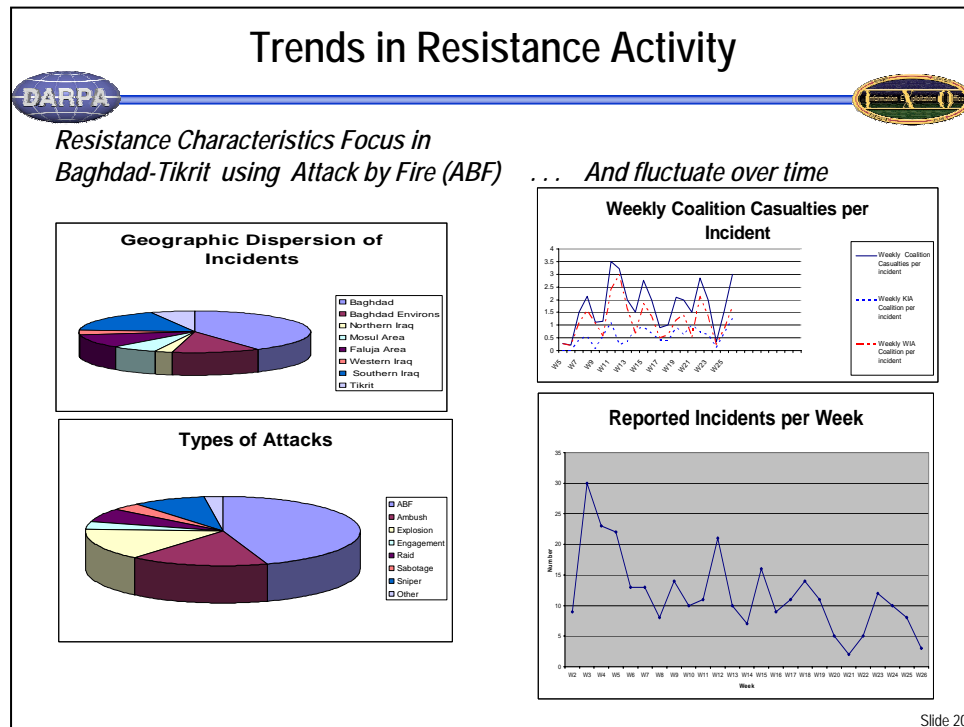 Trends in Resistance Activity
DARPA
Information Exploitation Office
I X O
Resistance Characteristics Focus in
Baghdad-Tikrit using Attack by Fire (ABF) . . . And fluctuate over time
Geographic Dispersion of
Incidents
Baghdad
Baghdad Environs
Northern Iraq
Mosul Area
Faluja Area
Western Iraq
Southern Iraq
Tikrit
Types of Attacks
ABF
Ambush
Explosion
Engagement
Raid
Sabotage
Sniper
Other
Weekly Coalition Casualties per
Incident
4
3.5
3
2.5
2
1.5
1
0.5
0
W5 W7 W9 W11 W13 W15 W17 W19 W21 W23 W25
Weekly Coalition
Casualties per
incident
Weekly KIA
Coalition per
incident
Weekly WIA
Coalition per
incident
Reported Incidents per Week
35
30
25
20
15
10
5
0
Number
W2 W3 W4 W5 W6 W7 W8 W9 W10 W11 W12 W13 W14 W15 W16 W17 W18 W19 W20 W21 W22 W23 W24 W25 W26
Week
Slide 20